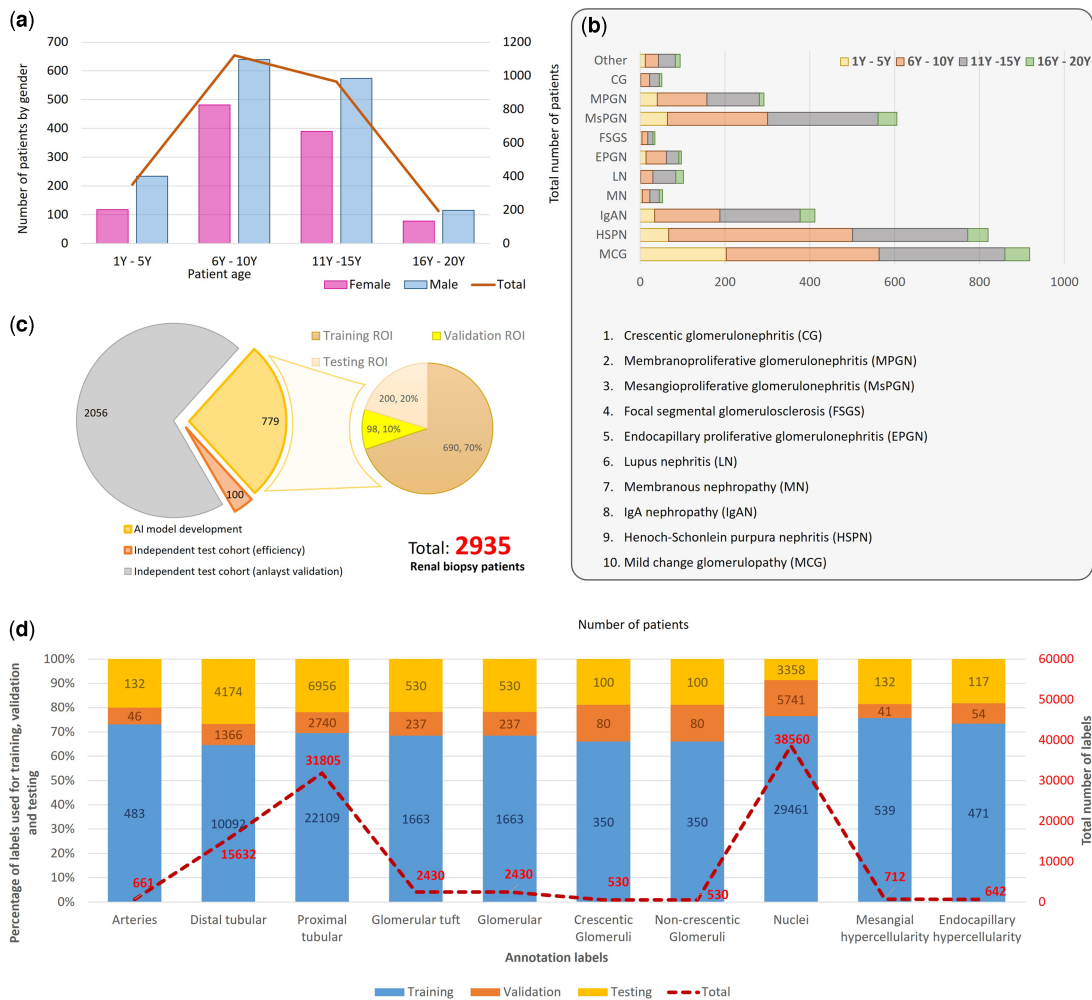 (a)
700
600
500
400
300
200
100
0
Number of patients by gender
1200
1000
800
600
400
200
0
Total number of patients
1Y - 5Y
6Y - 10Y
11Y -15Y
16Y - 20Y
Patient age
Female
Male
Total
(b)
1Y - 5Y
6Y - 10Y
11Y -15Y
16Y - 20Y
Other
CG
MPGN
MsPGN
FSGS
EPGN
LN
MN
IgAN
HSPN
MCG
0
200
400
600
800
1000
1. Crescentic glomerulonephritis (CG)
2. Membranoproliferative glomerulonephritis (MPGN)
3. Mesangioproliferative glomerulonephritis (MsPGN)
4. Focal segmental glomerulosclerosis (FSGS)
5. Endocapillary proliferative glomerulonephritis (EPGN)
6. Lupus nephritis (LN)
7. Membranous nephropathy (MN)
8. IgA nephropathy (IgAN)
9. Henoch-Schonlein purpura nephritis (HSPN)
10. Mild change glomerulopathy (MCG)
Number of patients
(c)
Training ROI
Validation ROI
Testing ROI
2056
779
100
200, 20%
98, 10%
690, 70%
AI model development
Independent test cohort (efficiency)
Independent test cohort (anlayst validation)
Total: 2935
Renal biopsy patients
(d)
100%
90%
80%
70%
60%
50%
40%
30%
20%
10%
0%
Percentage of labels used for training, validation
and testing
60000
50000
40000
30000
20000
10000
0
Total number of labels
132
4174
6956
530
530
100
100
3358
132
117
46
1366
2740
237
237
80
80
5741
41
54
483
10092
22109
1663
1663
350
350
29461
539
471
661
15632
31805
2430
2430
530
530
38560
712
642
Arteries
Distal tubular
Proximal
tubular
Glomerular tuft
Glomerular
Crescentic
Glomeruli
Non-crescentic
Glomeruli
Nuclei
Mesangial
hypercellularity
Endocapillary
hypercellularity
Annotation labels
Training
Validation
Testing
Total